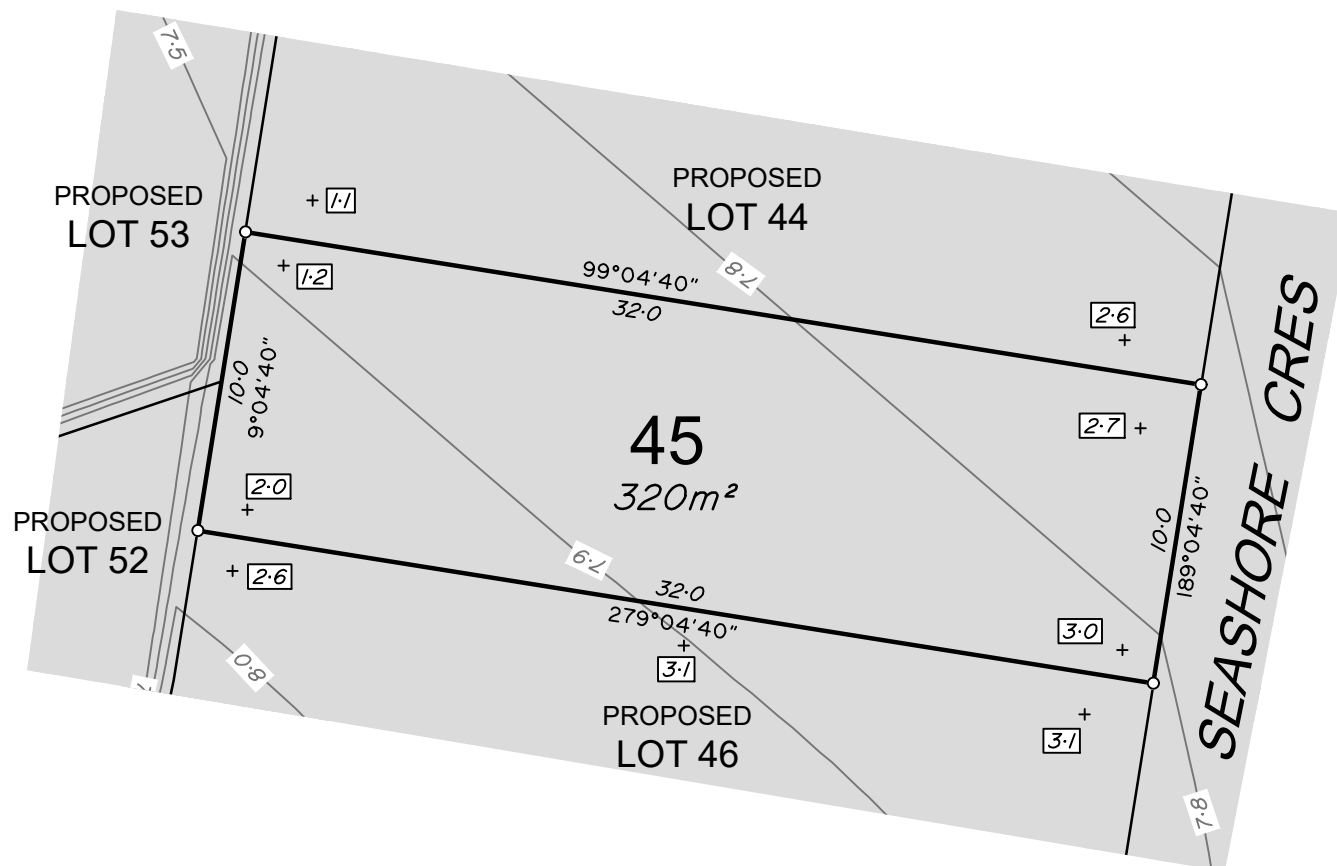 7·5
PROPOSED
LOT 53
1·1
PROPOSED
LOT 44
1·2
99°04'40"
32·0
7·8
2·6
SEASHORE CRES
10·0
9°04'40"
45
320m²
2·7
2·0
10·0
189°04'40"
PROPOSED
LOT 52
2·6
7·9
32·0
279°04'40"
3·0
3·1
8·0
PROPOSED
LOT 46
3·1
7·8